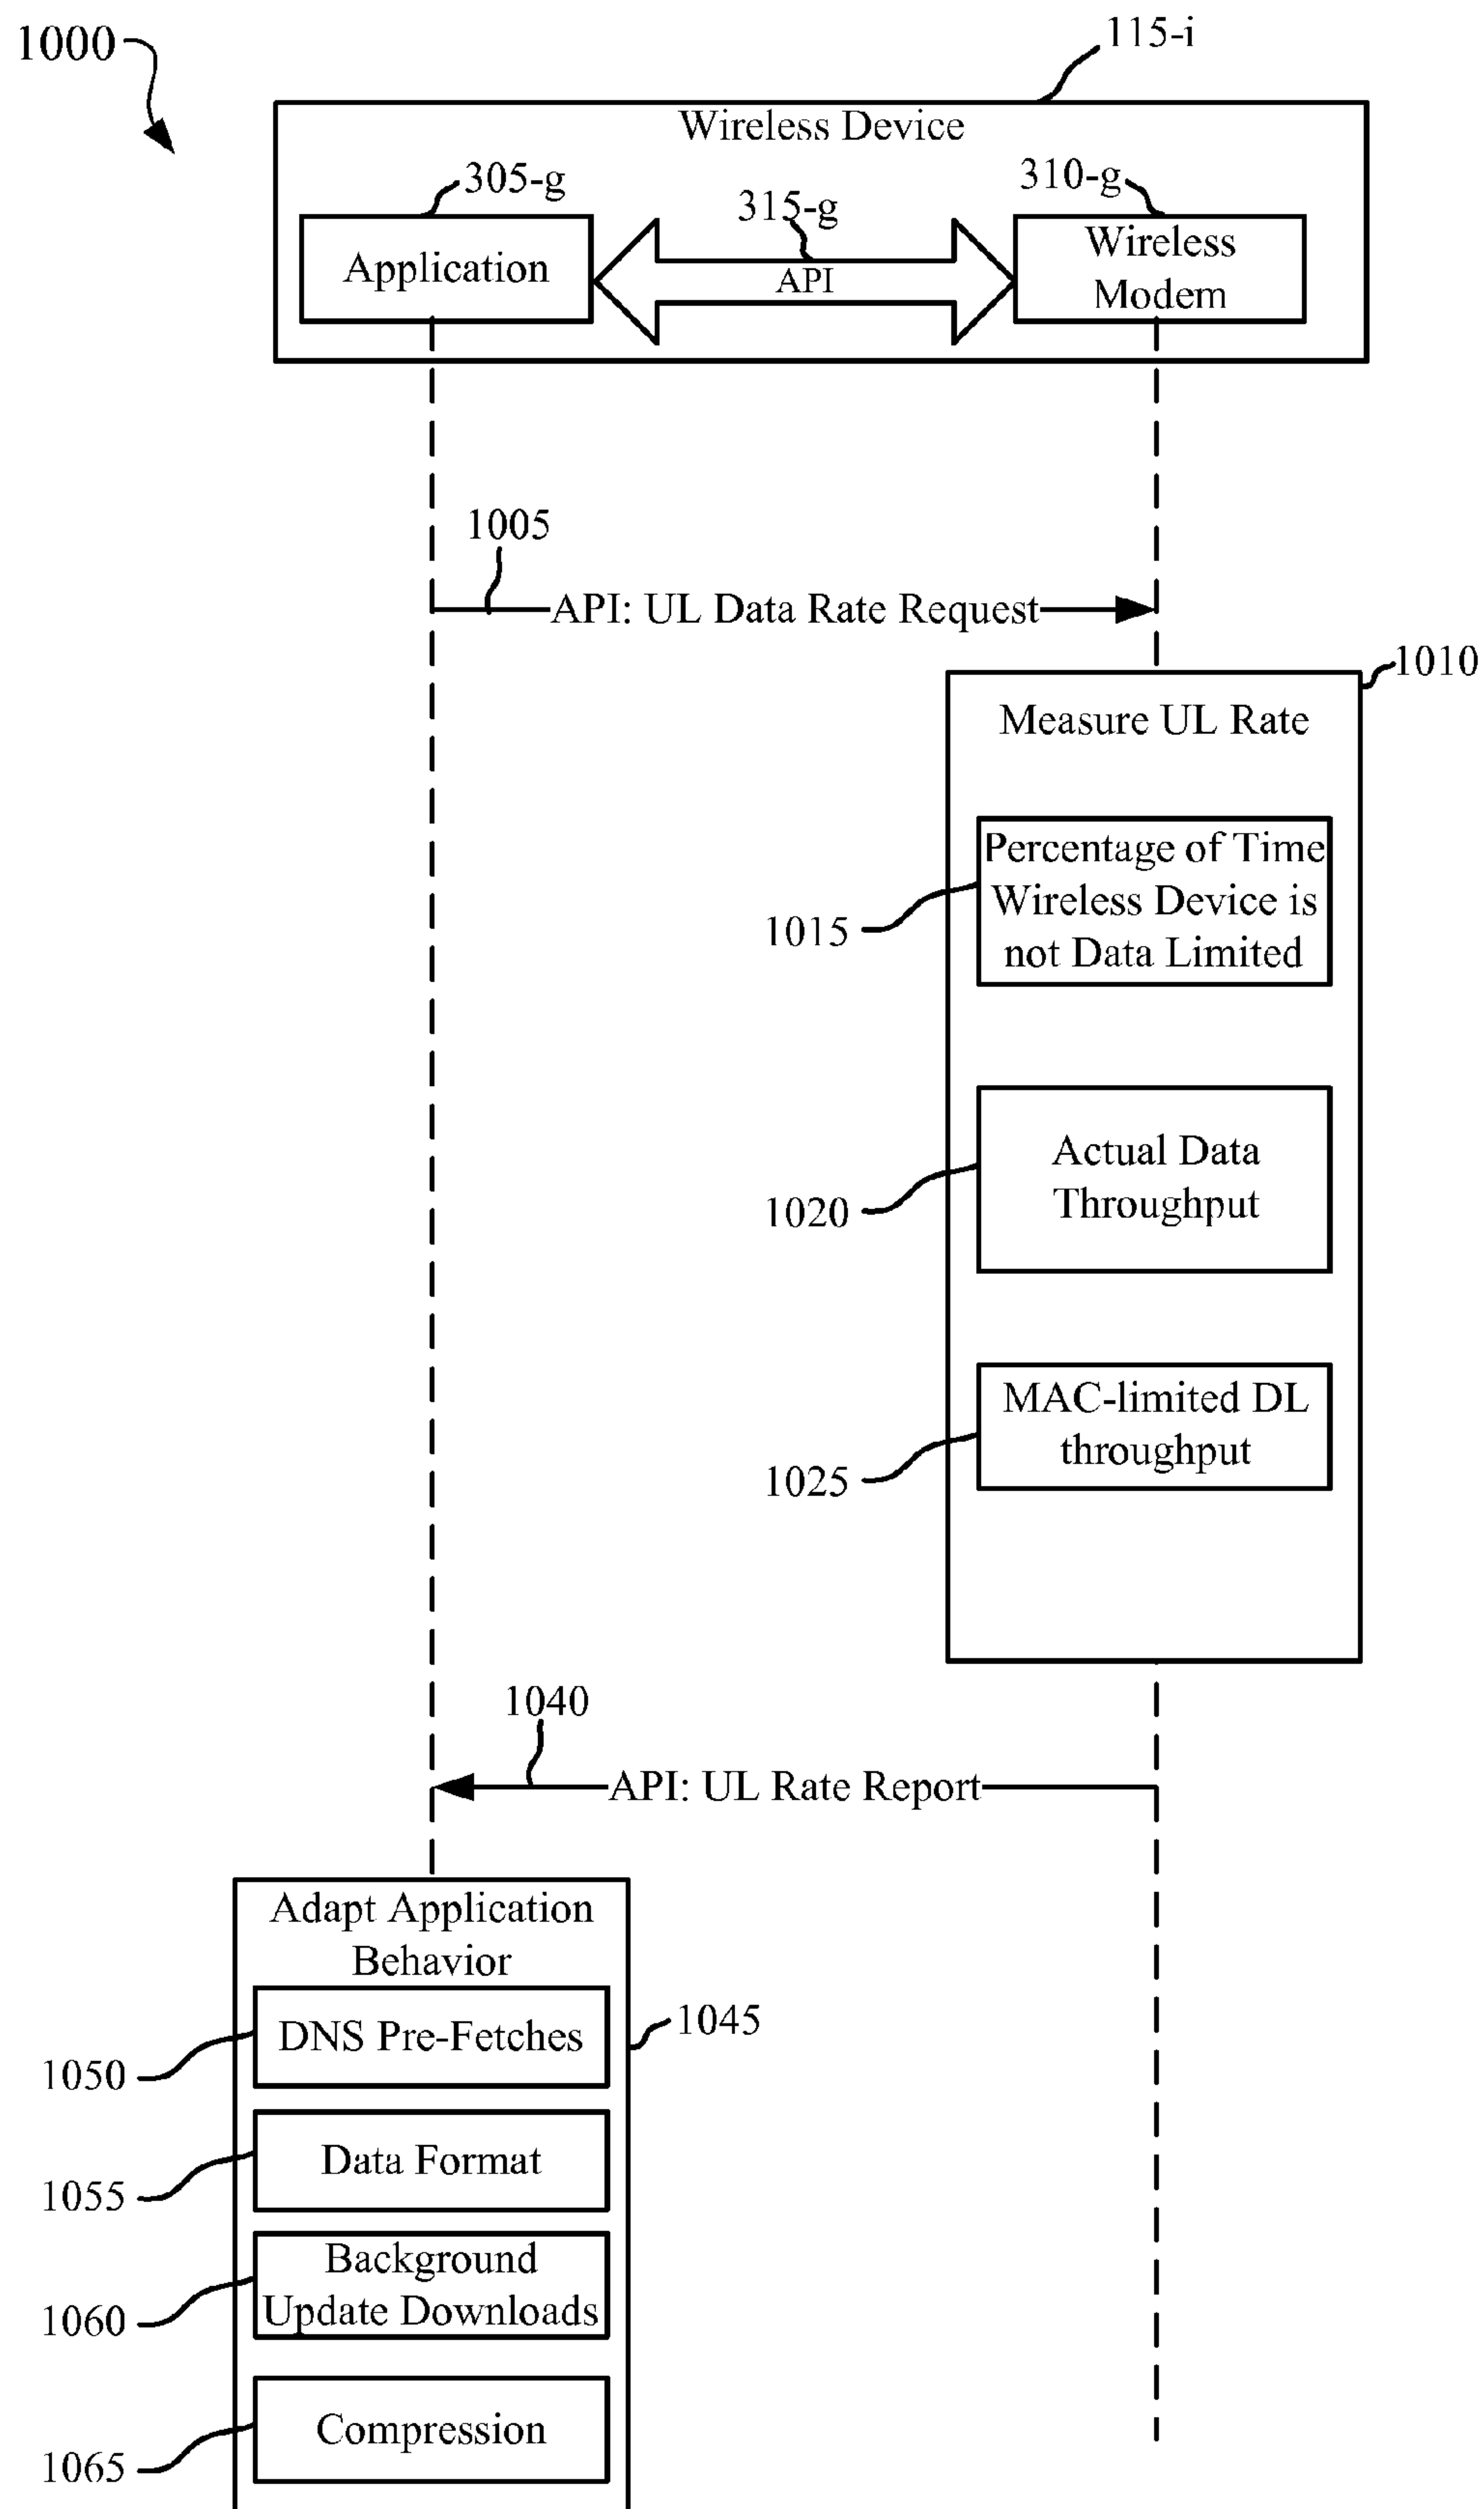 1000
115-i
Wireless Device
305-g
315-g
310-g
Application
API
Wireless
Modem
1005
API: UL Data Rate Request
1010
Measure UL Rate
Percentage of Time
Wireless Device is
not Data Limited
1015
Actual Data
Throughput
1020
MAC-limited DL
throughput
1025
1040
API: UL Rate Report
Adapt Application
Behavior
1045
DNS Pre-Fetches
1050
Data Format
1055
Background
Update Downloads
1060
Compression
1065